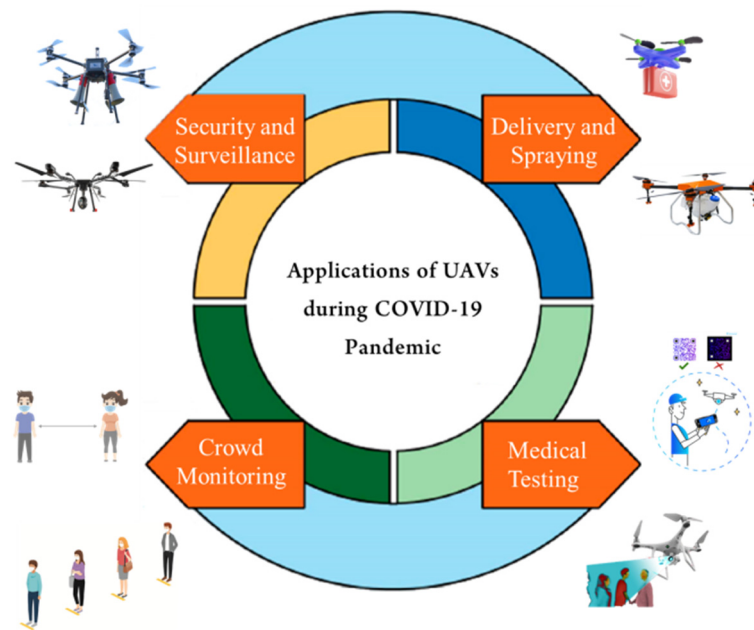 Security and
Surveillance
Delivery and
Spraying
Applications of UAVs
during COVID-19
Pandemic
Crowd
Monitoring
Medical
Testing